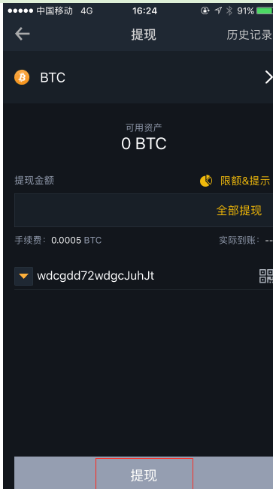 中国移动 4G 16:24 91%
提现 历史记录
BTC
可用资产
0 BTC
提现金额 限额&提示
全部提现
手续费: 0.0005 BTC 实际到账: --
wdcgdd72wdgcJuhJt
提现